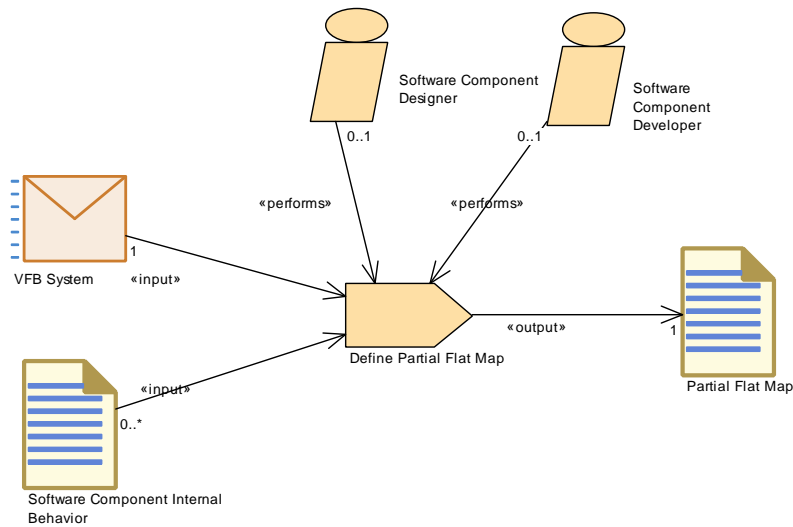 Software Component
Designer
Software
Component
Developer
0..1
0..1
«performs»
«performs»
1
VFB System
«input»
«output»
1
Define Partial Flat Map
Partial Flat Map
«input»
0..*
Software Component Internal
Behavior